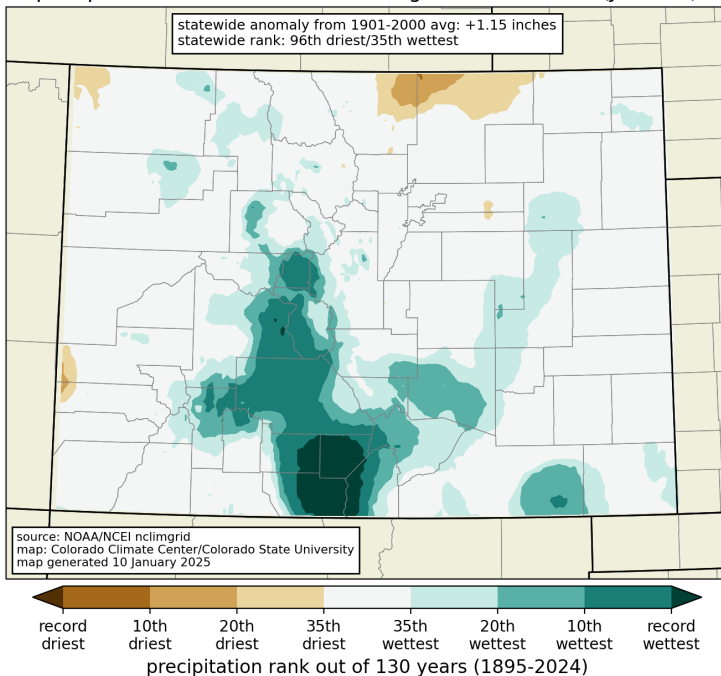 statewide anomaly from 1901-2000 avg: +1.15 inches
statewide rank: 96th driest/35th wettest
source: NOAA/NCEI nclimgrid
map: Colorado Climate Center/Colorado State University
map generated 10 January 2025
record driest
10th driest
20th driest
35th driest
35th wettest
20th wettest
10th wettest
record wettest
precipitation rank out of 130 years (1895-2024)